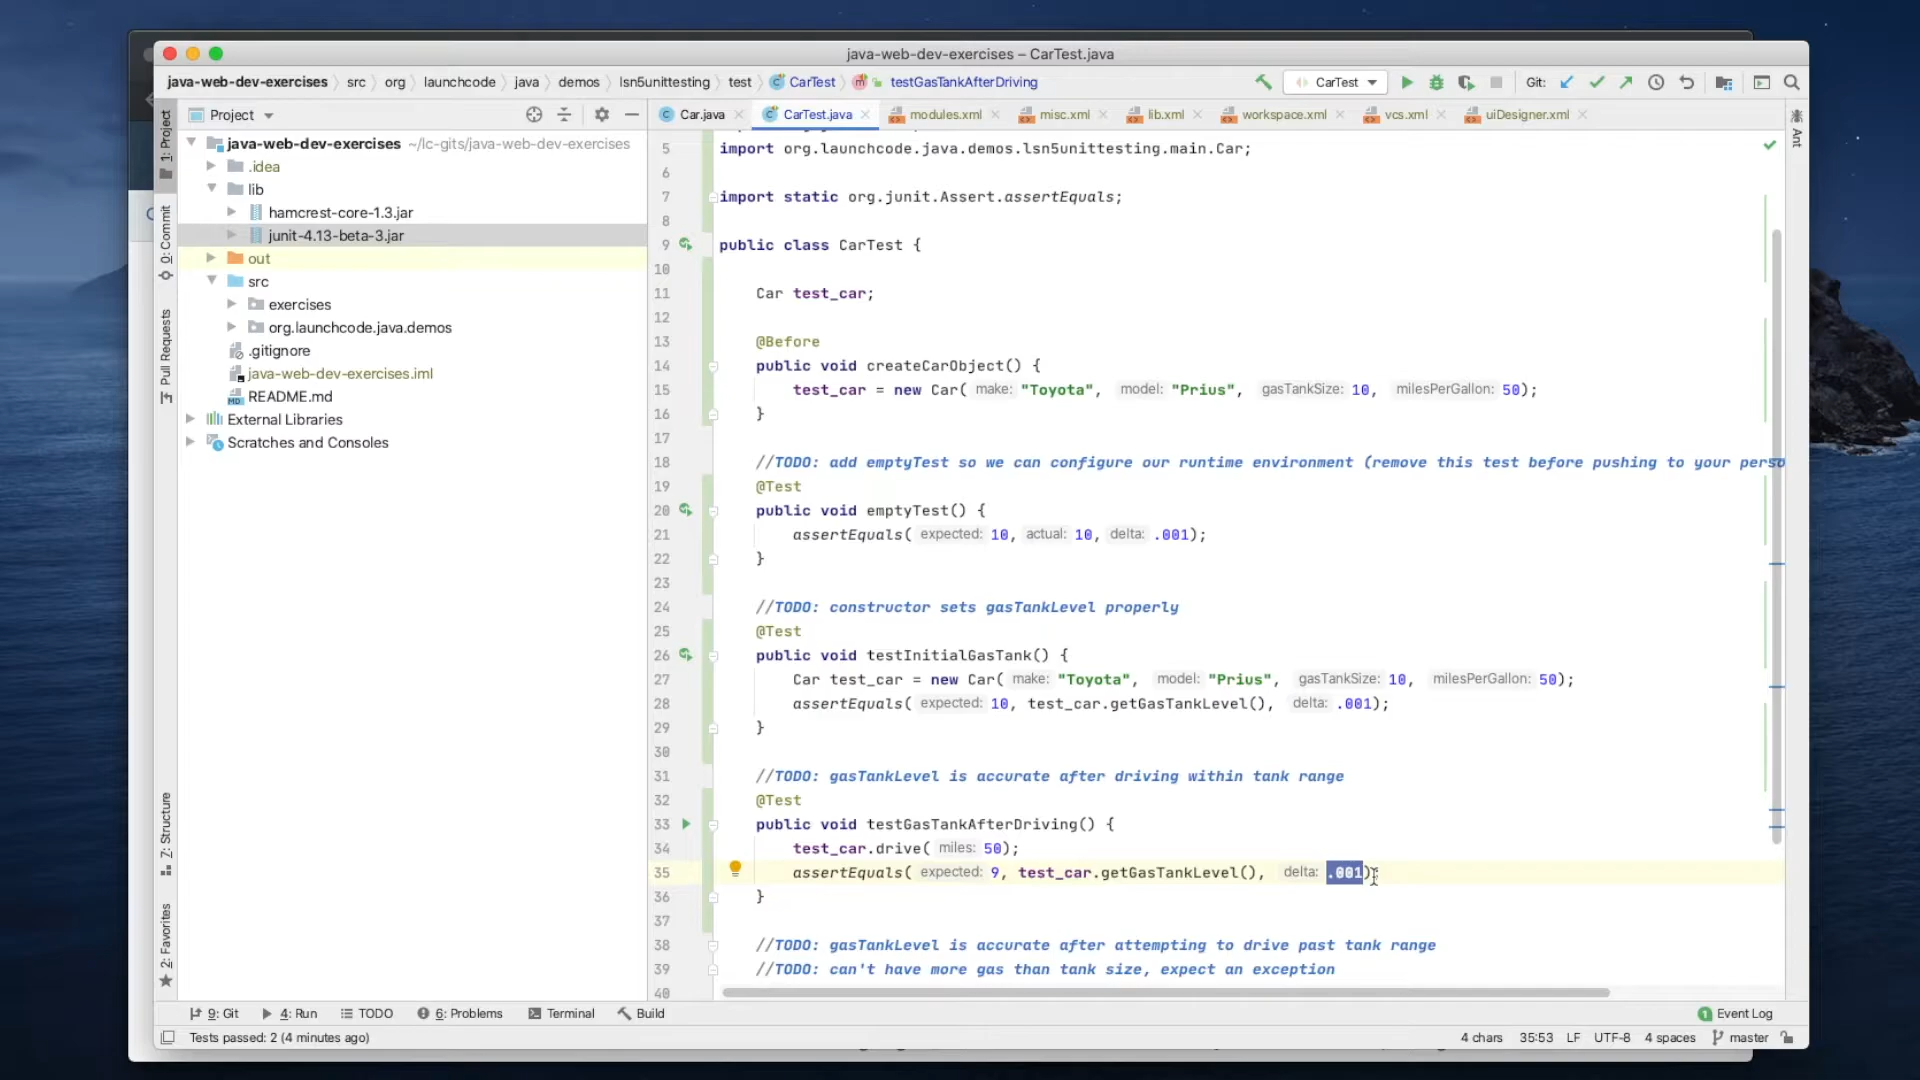 java-web-dev-exercises – CarTest.java
java-web-dev-exercises src org launchcode java demos lsn5unittesting test CarTest testGasTankAfterDriving CarTest Git:
Project Car.java CarTest.java modules.xml misc.xml lib.xml workspace.xml vcs.xml uiDesigner.xml
1: Project
0: Commit
Pull Requests
Z: Structure
2: Favorites
Ant
java-web-dev-exercises ~/lc-gits/java-web-dev-exercises
.idea
lib
hamcrest-core-1.3.jar
junit-4.13-beta-3.jar
out
src
exercises
org.launchcode.java.demos
.gitignore
java-web-dev-exercises.iml
README.md
External Libraries
Scratches and Consoles
5 import org.launchcode.java.demos.lsn5unittesting.main.Car;
6
7 import static org.junit.Assert.assertEquals;
8
9 public class CarTest {
10
11 Car test_car;
12
13 @Before
14 public void createCarObject() {
15 test_car = new Car( make: "Toyota", model: "Prius", gasTankSize: 10, milesPerGallon: 50);
16 }
17
18 //TODO: add emptyTest so we can configure our runtime environment (remove this test before pushing to your perso
19 @Test
20 public void emptyTest() {
21 assertEquals( expected: 10, actual: 10, delta: .001);
22 }
23
24 //TODO: constructor sets gasTankLevel properly
25 @Test
26 public void testInitialGasTank() {
27 Car test_car = new Car( make: "Toyota", model: "Prius", gasTankSize: 10, milesPerGallon: 50);
28 assertEquals( expected: 10, test_car.getGasTankLevel(), delta: .001);
29 }
30
31 //TODO: gasTankLevel is accurate after driving within tank range
32 @Test
33 public void testGasTankAfterDriving() {
34 test_car.drive( miles: 50);
35 assertEquals( expected: 9, test_car.getGasTankLevel(), delta: .001);
36 }
37
38 //TODO: gasTankLevel is accurate after attempting to drive past tank range
39 //TODO: can't have more gas than tank size, expect an exception
40
9: Git 4: Run TODO 6: Problems Terminal Build 1 Event Log
Tests passed: 2 (4 minutes ago) 4 chars 35:53 LF UTF-8 4 spaces master